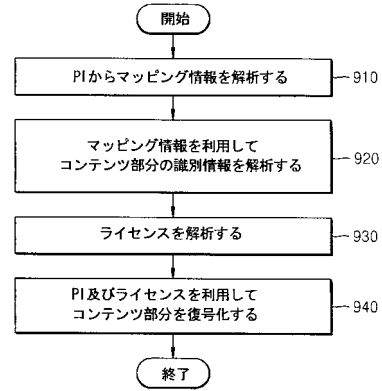 開始
PIからマッピング情報を解析する
910
マッピング情報を利用して
コンテンツ部分の識別情報を解析する
920
ライセンスを解析する
930
PI及びライセンスを利用して
コンテンツ部分を復号化する
940
終了